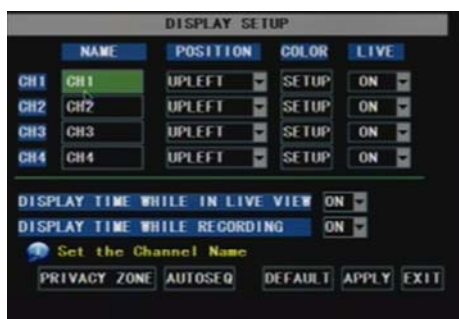 DISPLAY SETUP
NAME POSITION COLOR LIVE
CH1 CH1 UPLEFT SETUP ON
CH2 CH2 UPLEFT SETUP ON
CH3 CH3 UPLEFT SETUP ON
CH4 CH4 UPLEFT SETUP ON
DISPLAY TIME WHILE IN LIVE VIEW ON
DISPLAY TIME WHILE RECORDING ON
Set the Channel Name
PRIVACY ZONE AUTOSEQ DEFAULT APPLY EXIT